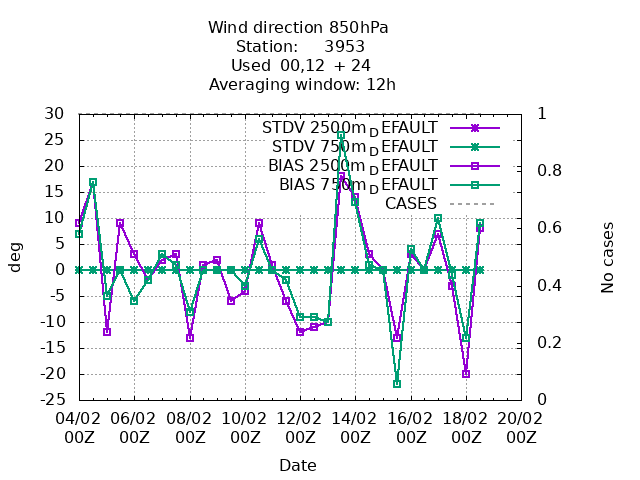 Wind direction 850hPa
Station: 3953
Used 00,12 + 24
Averaging window: 12h
30
25
20
15
10
5
0
-5
-10
-15
-20
-25
deg
1
0.8
0.6
0.4
0.2
0
No cases
STDV 2500m_DEFAULT
STDV 750m_DEFAULT
BIAS 2500m_DEFAULT
BIAS 750m_DEFAULT
CASES
04/02 06/02 08/02 10/02 12/02 14/02 16/02 18/02 20/02
00Z 00Z 00Z 00Z 00Z 00Z 00Z 00Z 00Z
Date